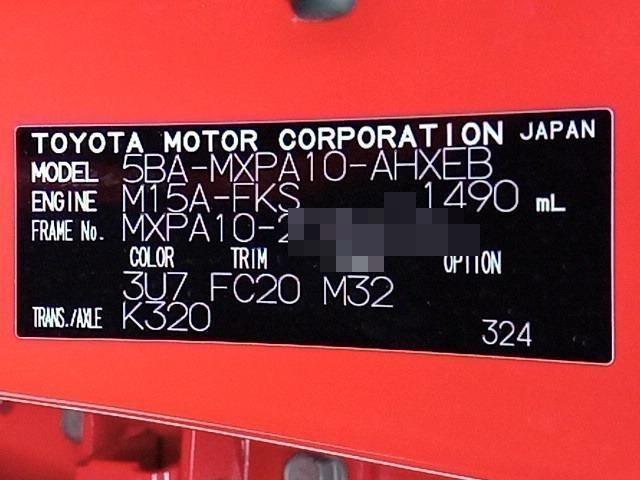 TOYOTA MOTOR CORPORATION JAPAN
MODEL 5BA-MXPA10-AHXEB
ENGINE M15A-FKS 1490 mL
FRAME No. MXPA10-
COLOR TRIM OPTION
3U7 FC20 M32
TRANS./AXLE K320
324